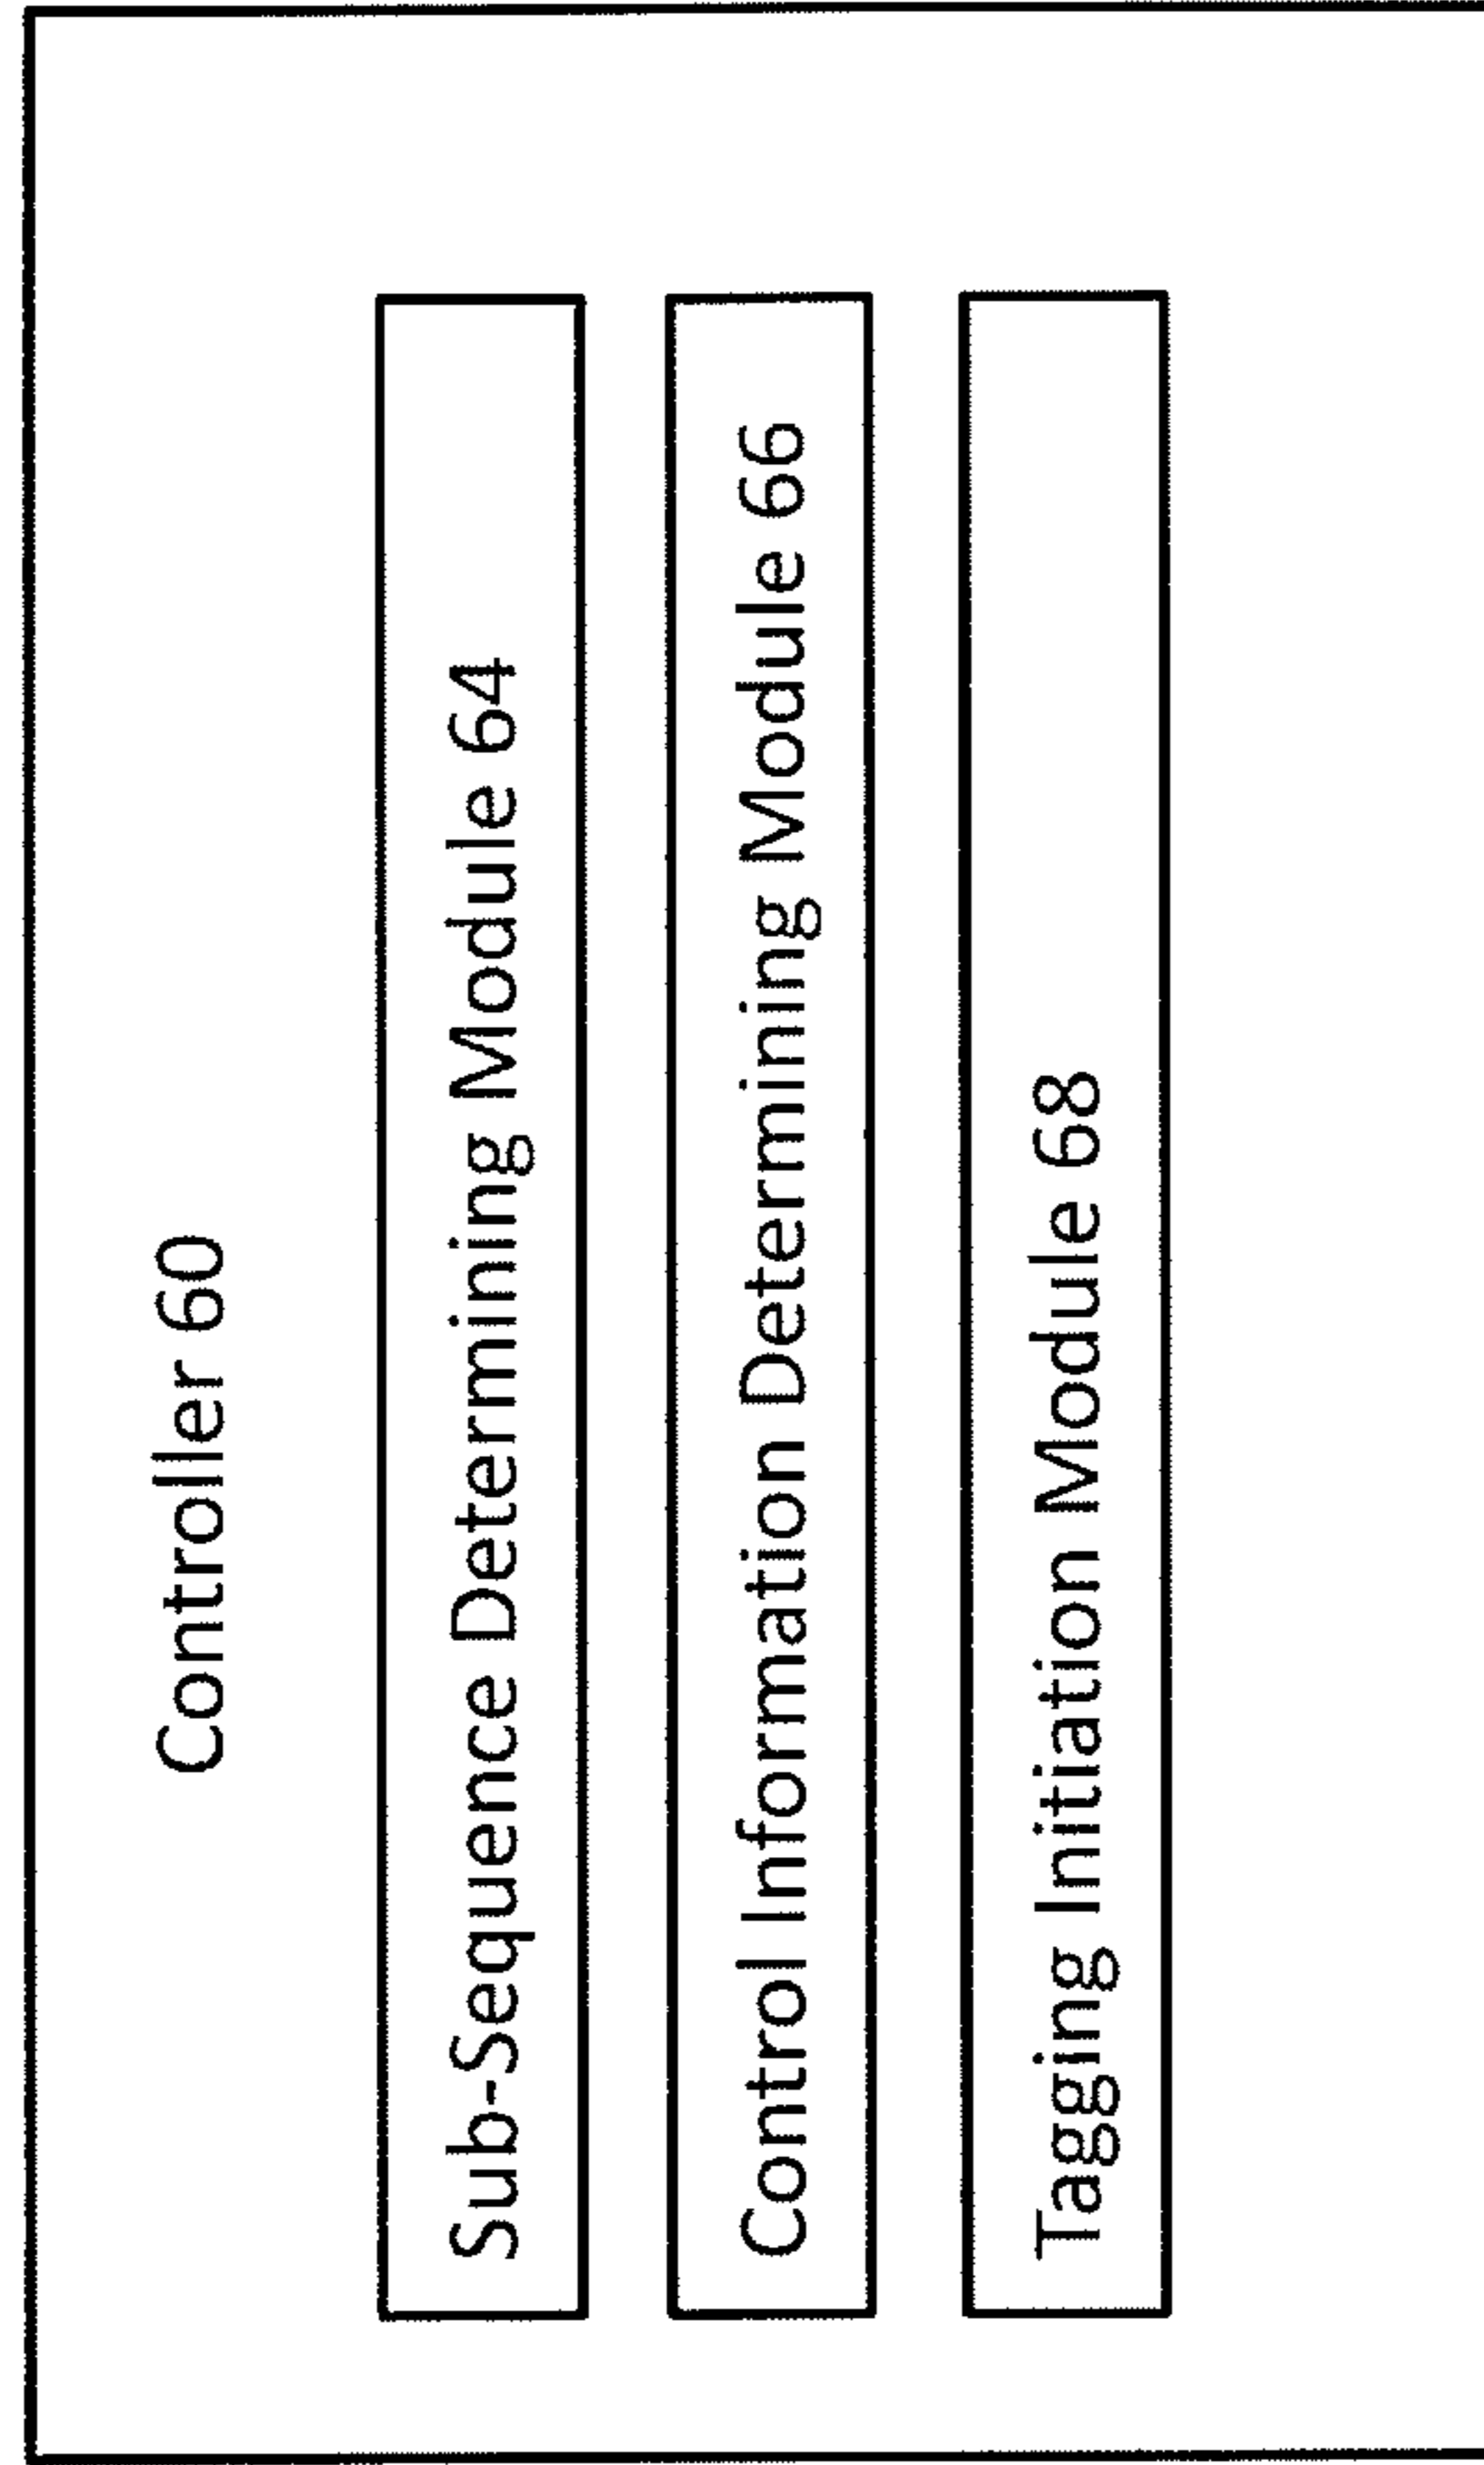 Controller 60
Sub-Sequence Determining Module 64
Control Information Determining Module 66
Tagging Initiation Module 68